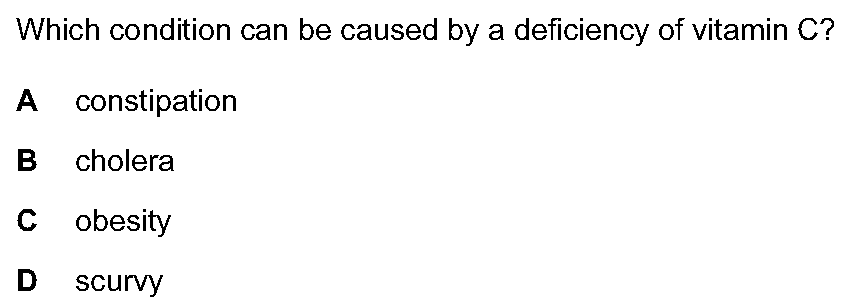 Which condition can be caused by a deficiency of vitamin C?
A constipation
B cholera
C obesity
D scurvy